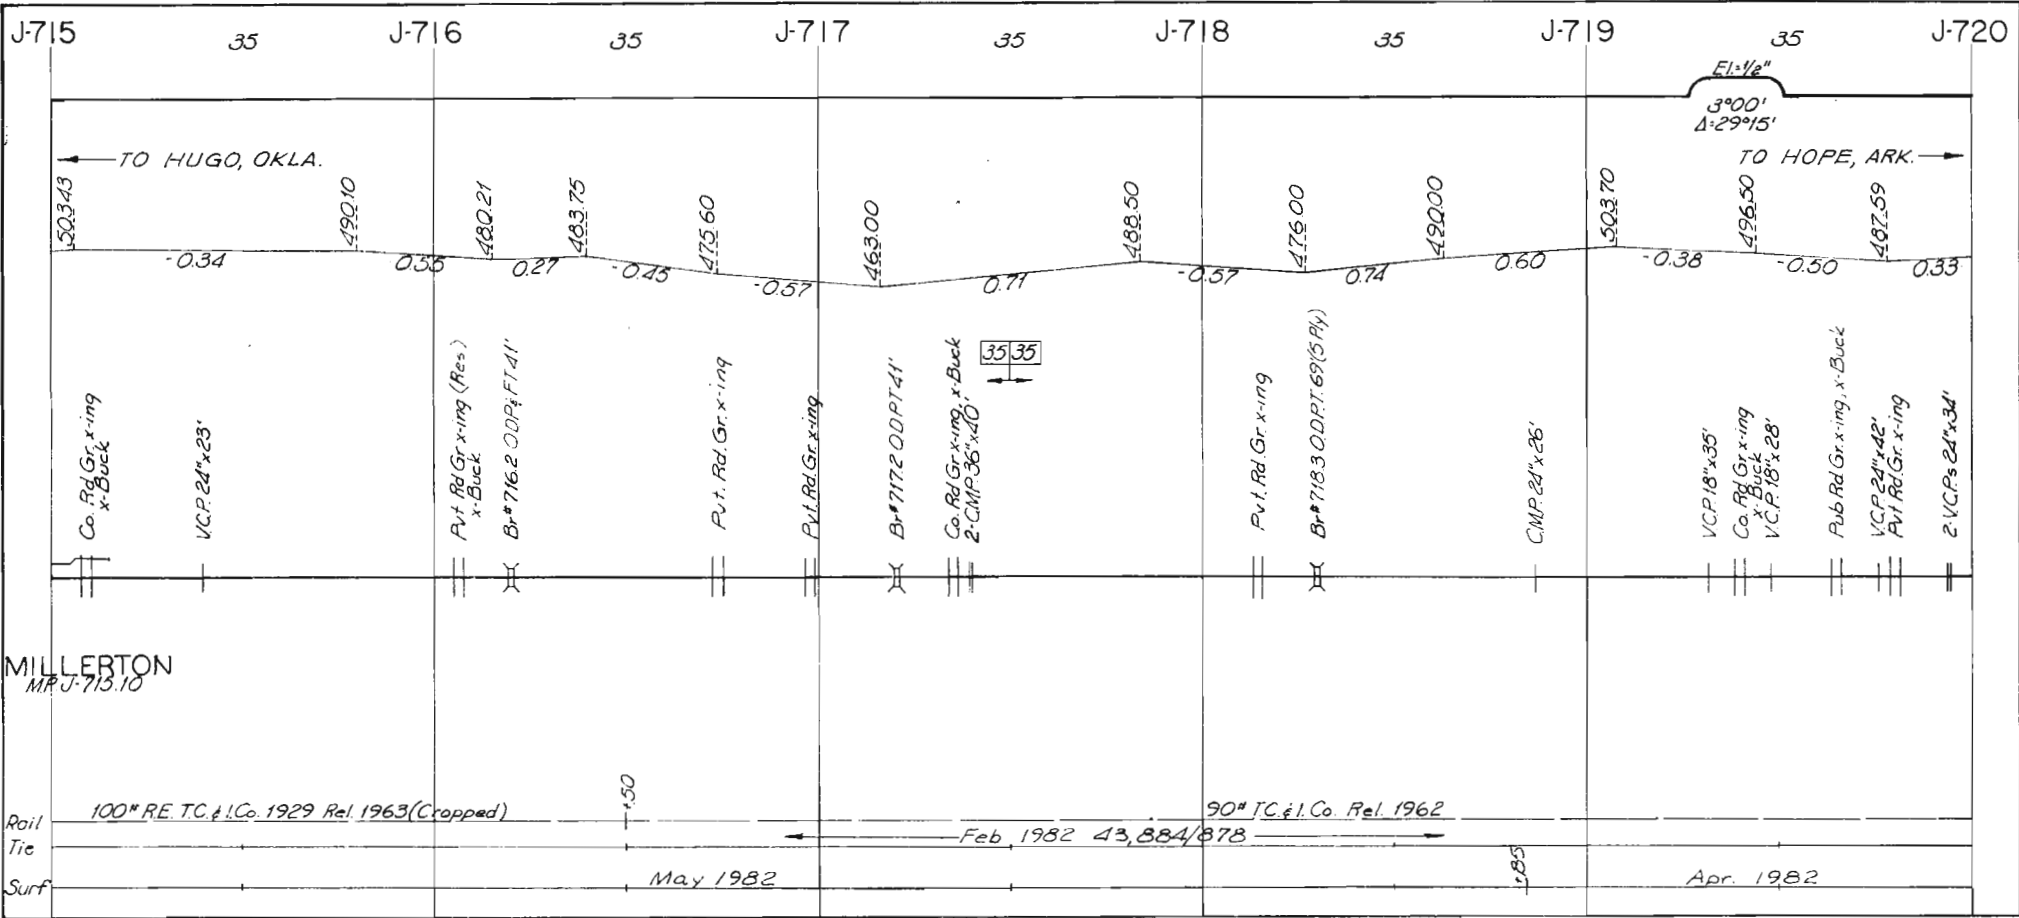 J-715 35 J-716 35 J-717 35 J-718 35 J-719 35 J-720
El.=1/2"
3°00'
Δ=29°15'
TO HUGO, OKLA.
TO HOPE, ARK.
503.43 490.10 480.21 483.75 475.60 463.00 488.50 476.00 490.00 503.70 496.50 487.59
-0.34 0.55 0.27 -0.45 -0.57 0.71 -0.57 0.74 0.60 -0.38 -0.50 0.33
35 35
Co. Rd Gr. x-ing
x-Buck
V.C.P. 24"x23'
Pvt Rd Gr x-ing (Res)
x-Buck
Br# 716.2 ODP&FT 41'
Pvt. Rd. Gr. x-ing
Pvt. Rd. Gr. x-ing
Br# 717.2 ODPT 41'
Co. Rd Gr x-ing, x-Buck
2-C.M.P. 36"x40'
Pvt. Rd. Gr x-ing
Br# 718.3 O.D.P.T. 69' (5 Ply)
C.M.P. 24"x26'
V.C.P. 18"x35'
Co. Rd Gr x-ing
x-Buck
V.C.P. 18"x28'
Pub Rd Gr. x-ing, x-Buck
V.C.P. 24"x42'
Pvt Rd. Gr. x-ing
2-V.C.P.s 24"x34'
MILLERTON
M.P. J-715.10
Rail 100# R.E. T.C. & I. Co. 1929 Rel. 1963 (Cropped) +.50 90# T.C. & I. Co. Rel. 1962
Tie Feb 1982 43,884/878
Surf May 1982 +.85 Apr. 1982